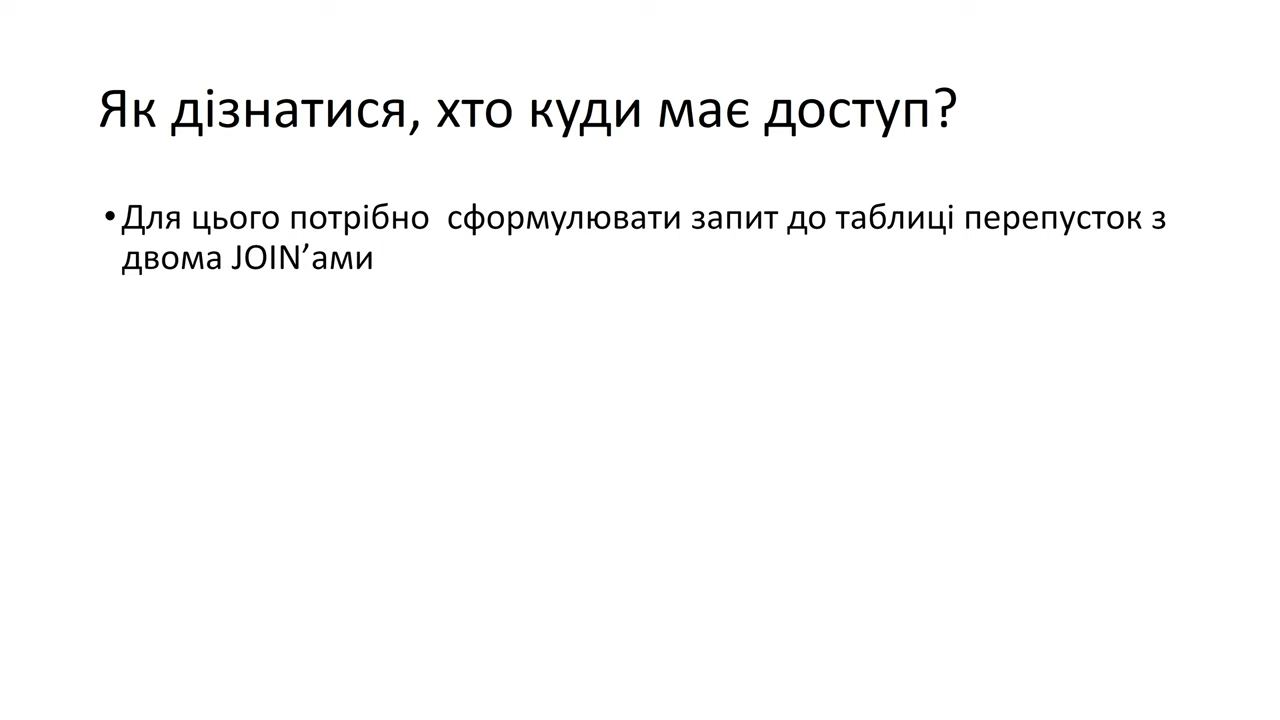 Як дізнатися, хто куди має доступ?
•Для цього потрібно  сформулювати запит до таблиці перепусток з
двома JOIN’ами